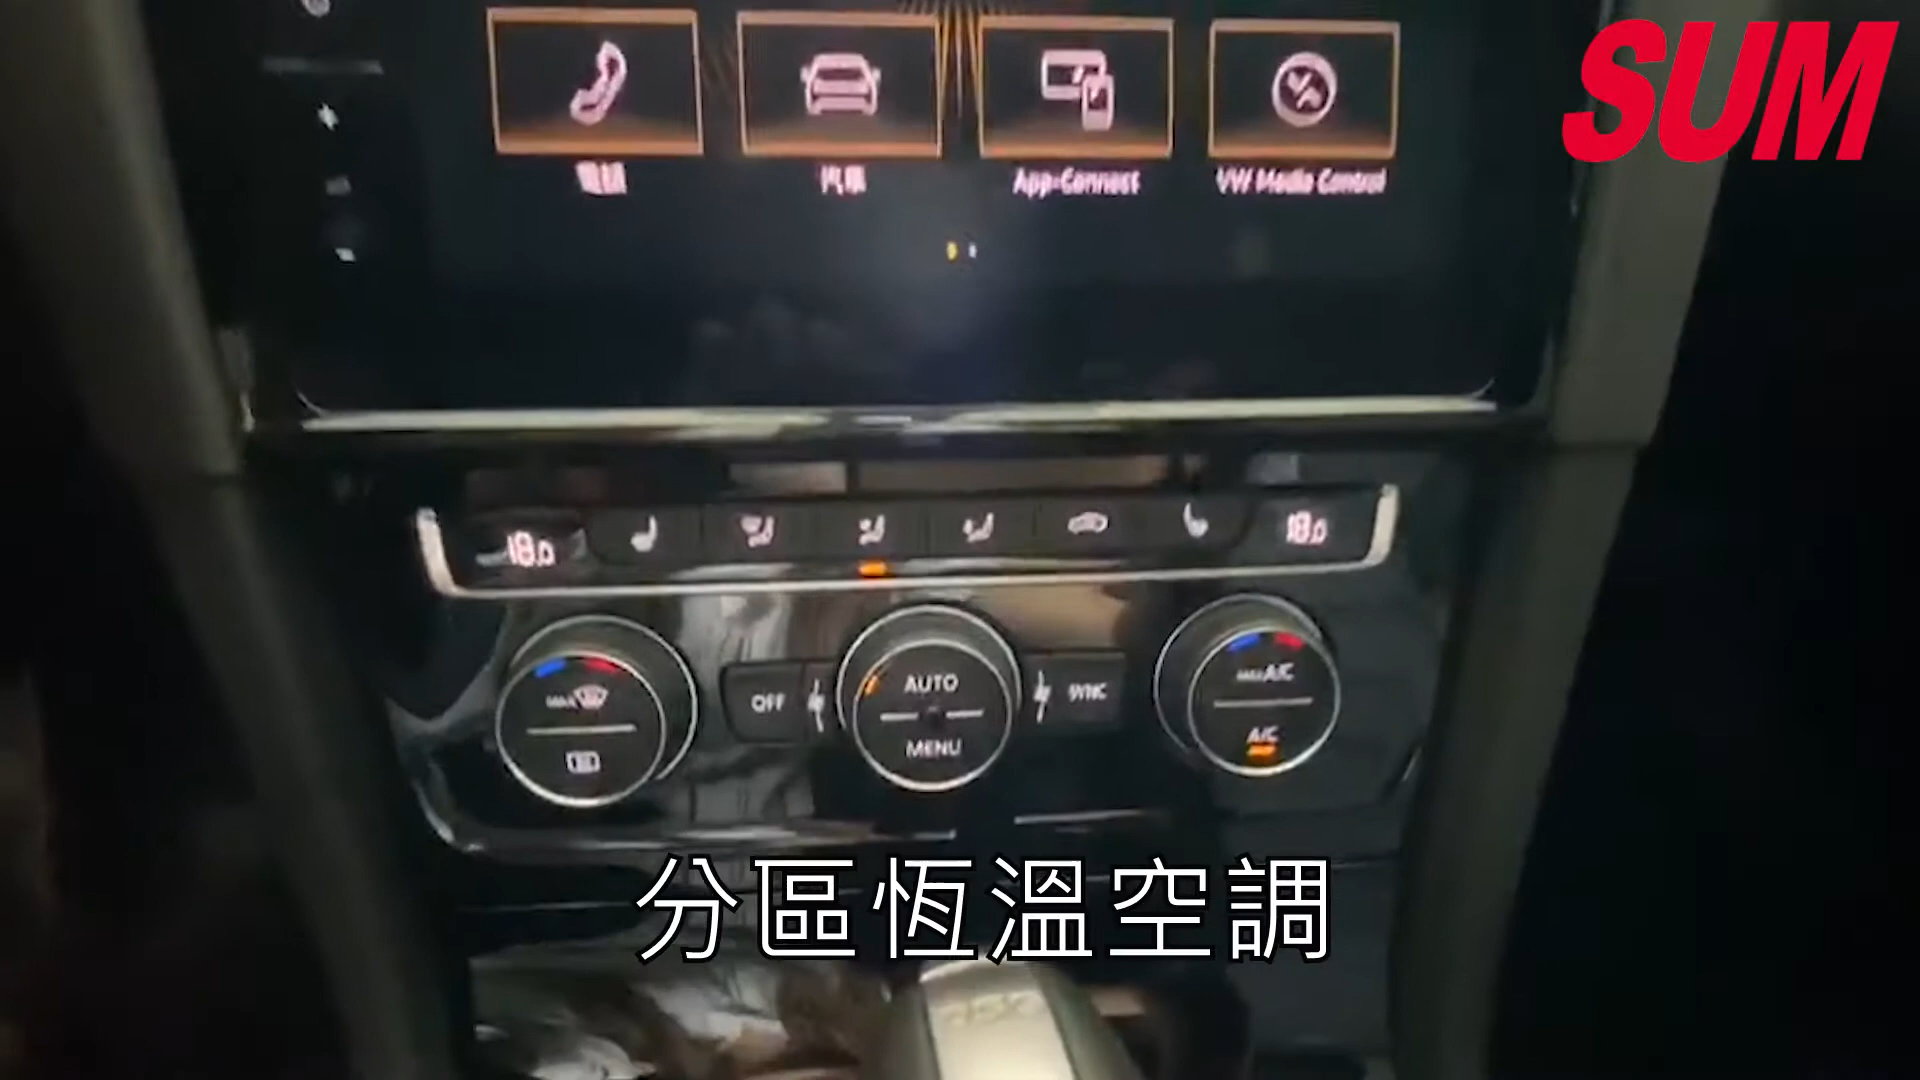 SUM
電話
汽車
App-Connect
VW Media Control
18.0
18.0
MAX
OFF
AUTO
MENU
SYNC
MAX A/C
A/C
分區恆溫空調